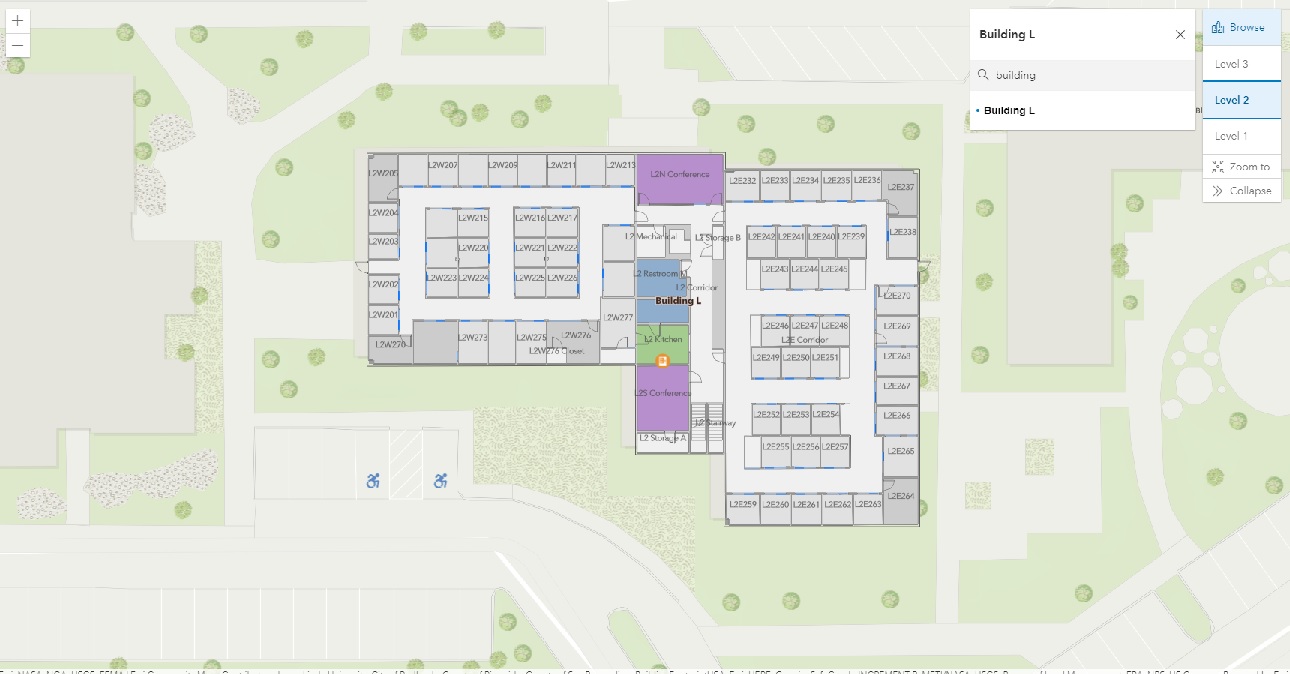 +
−
Building L
building
Building L
Browse
Level 3
Level 2
Level 1
Zoom to
Collapse
L2W205
L2W207
L2W209
L2W211
L2W213
L2N Conference
L2E232
L2E233
L2E234
L2E235
L2E236
L2E237
L2W204
L2W215
L2W216
L2W217
L2W203
L2 Mechanical
L2 Storage B
L2E242
L2E241
L2E240
L2E239
L2E238
L2W220
L2W221
L2W222
L2W202
L2W223
L2W224
L2W225
L2W226
L2 Restroom
L2 Corridor
L2E243
L2E244
L2E245
Building L
L2E270
L2W201
L2W277
L2E246
L2E247
L2E248
L2E269
L2W270
L2W273
L2W275
L2W276
L2W276 Closet
L2 Kitchen
L2E Corridor
L2E249
L2E250
L2E251
L2E268
L2S Conference
L2E267
L2 Storage A
L2 Stairway
L2E252
L2E253
L2E254
L2E266
L2E255
L2E256
L2E257
L2E265
L2E259
L2E260
L2E261
L2E262
L2E263
L2E264